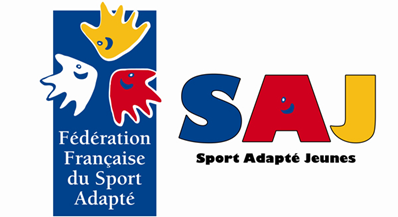 Fédération
Française
du Sport
Adapté
SAJ
Sport Adapté Jeunes